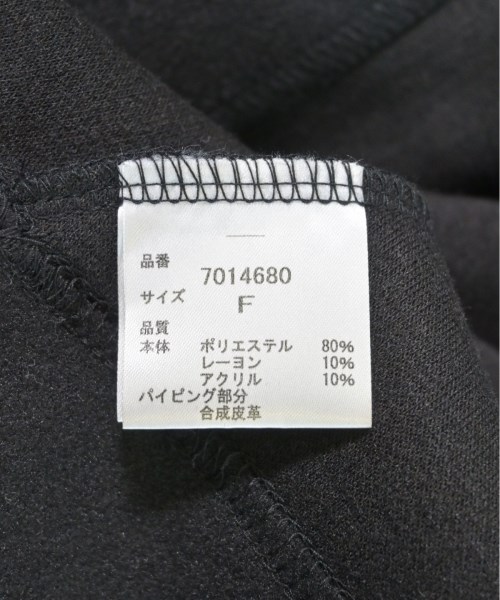 品番 7014680
サイズ F
品質
本体 ポリエステル 80%
レーヨン 10%
アクリル 10%
パイピング部分
合成皮革